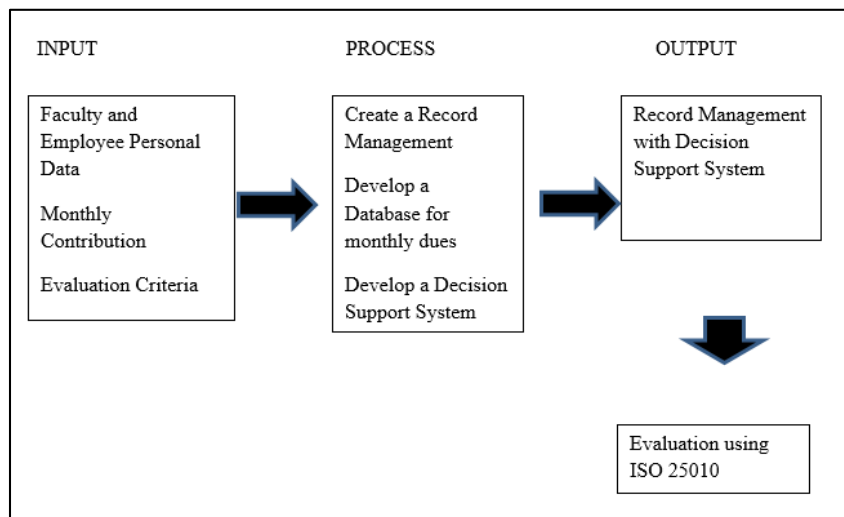 INPUT
PROCESS
OUTPUT
Faculty and
Employee Personal
Data
Monthly
Contribution
Evaluation Criteria
Create a Record
Management
Develop a
Database for
monthly dues
Develop a Decision
Support System
Record Management
with Decision
Support System
Evaluation using
ISO 25010